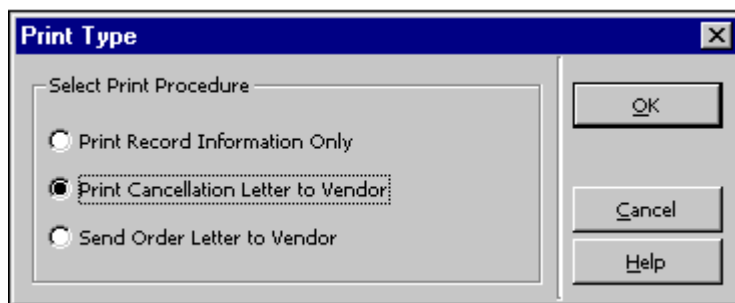 Print Type
Select Print Procedure
Print Record Information Only
Print Cancellation Letter to Vendor
Send Order Letter to Vendor
OK
Cancel
Help